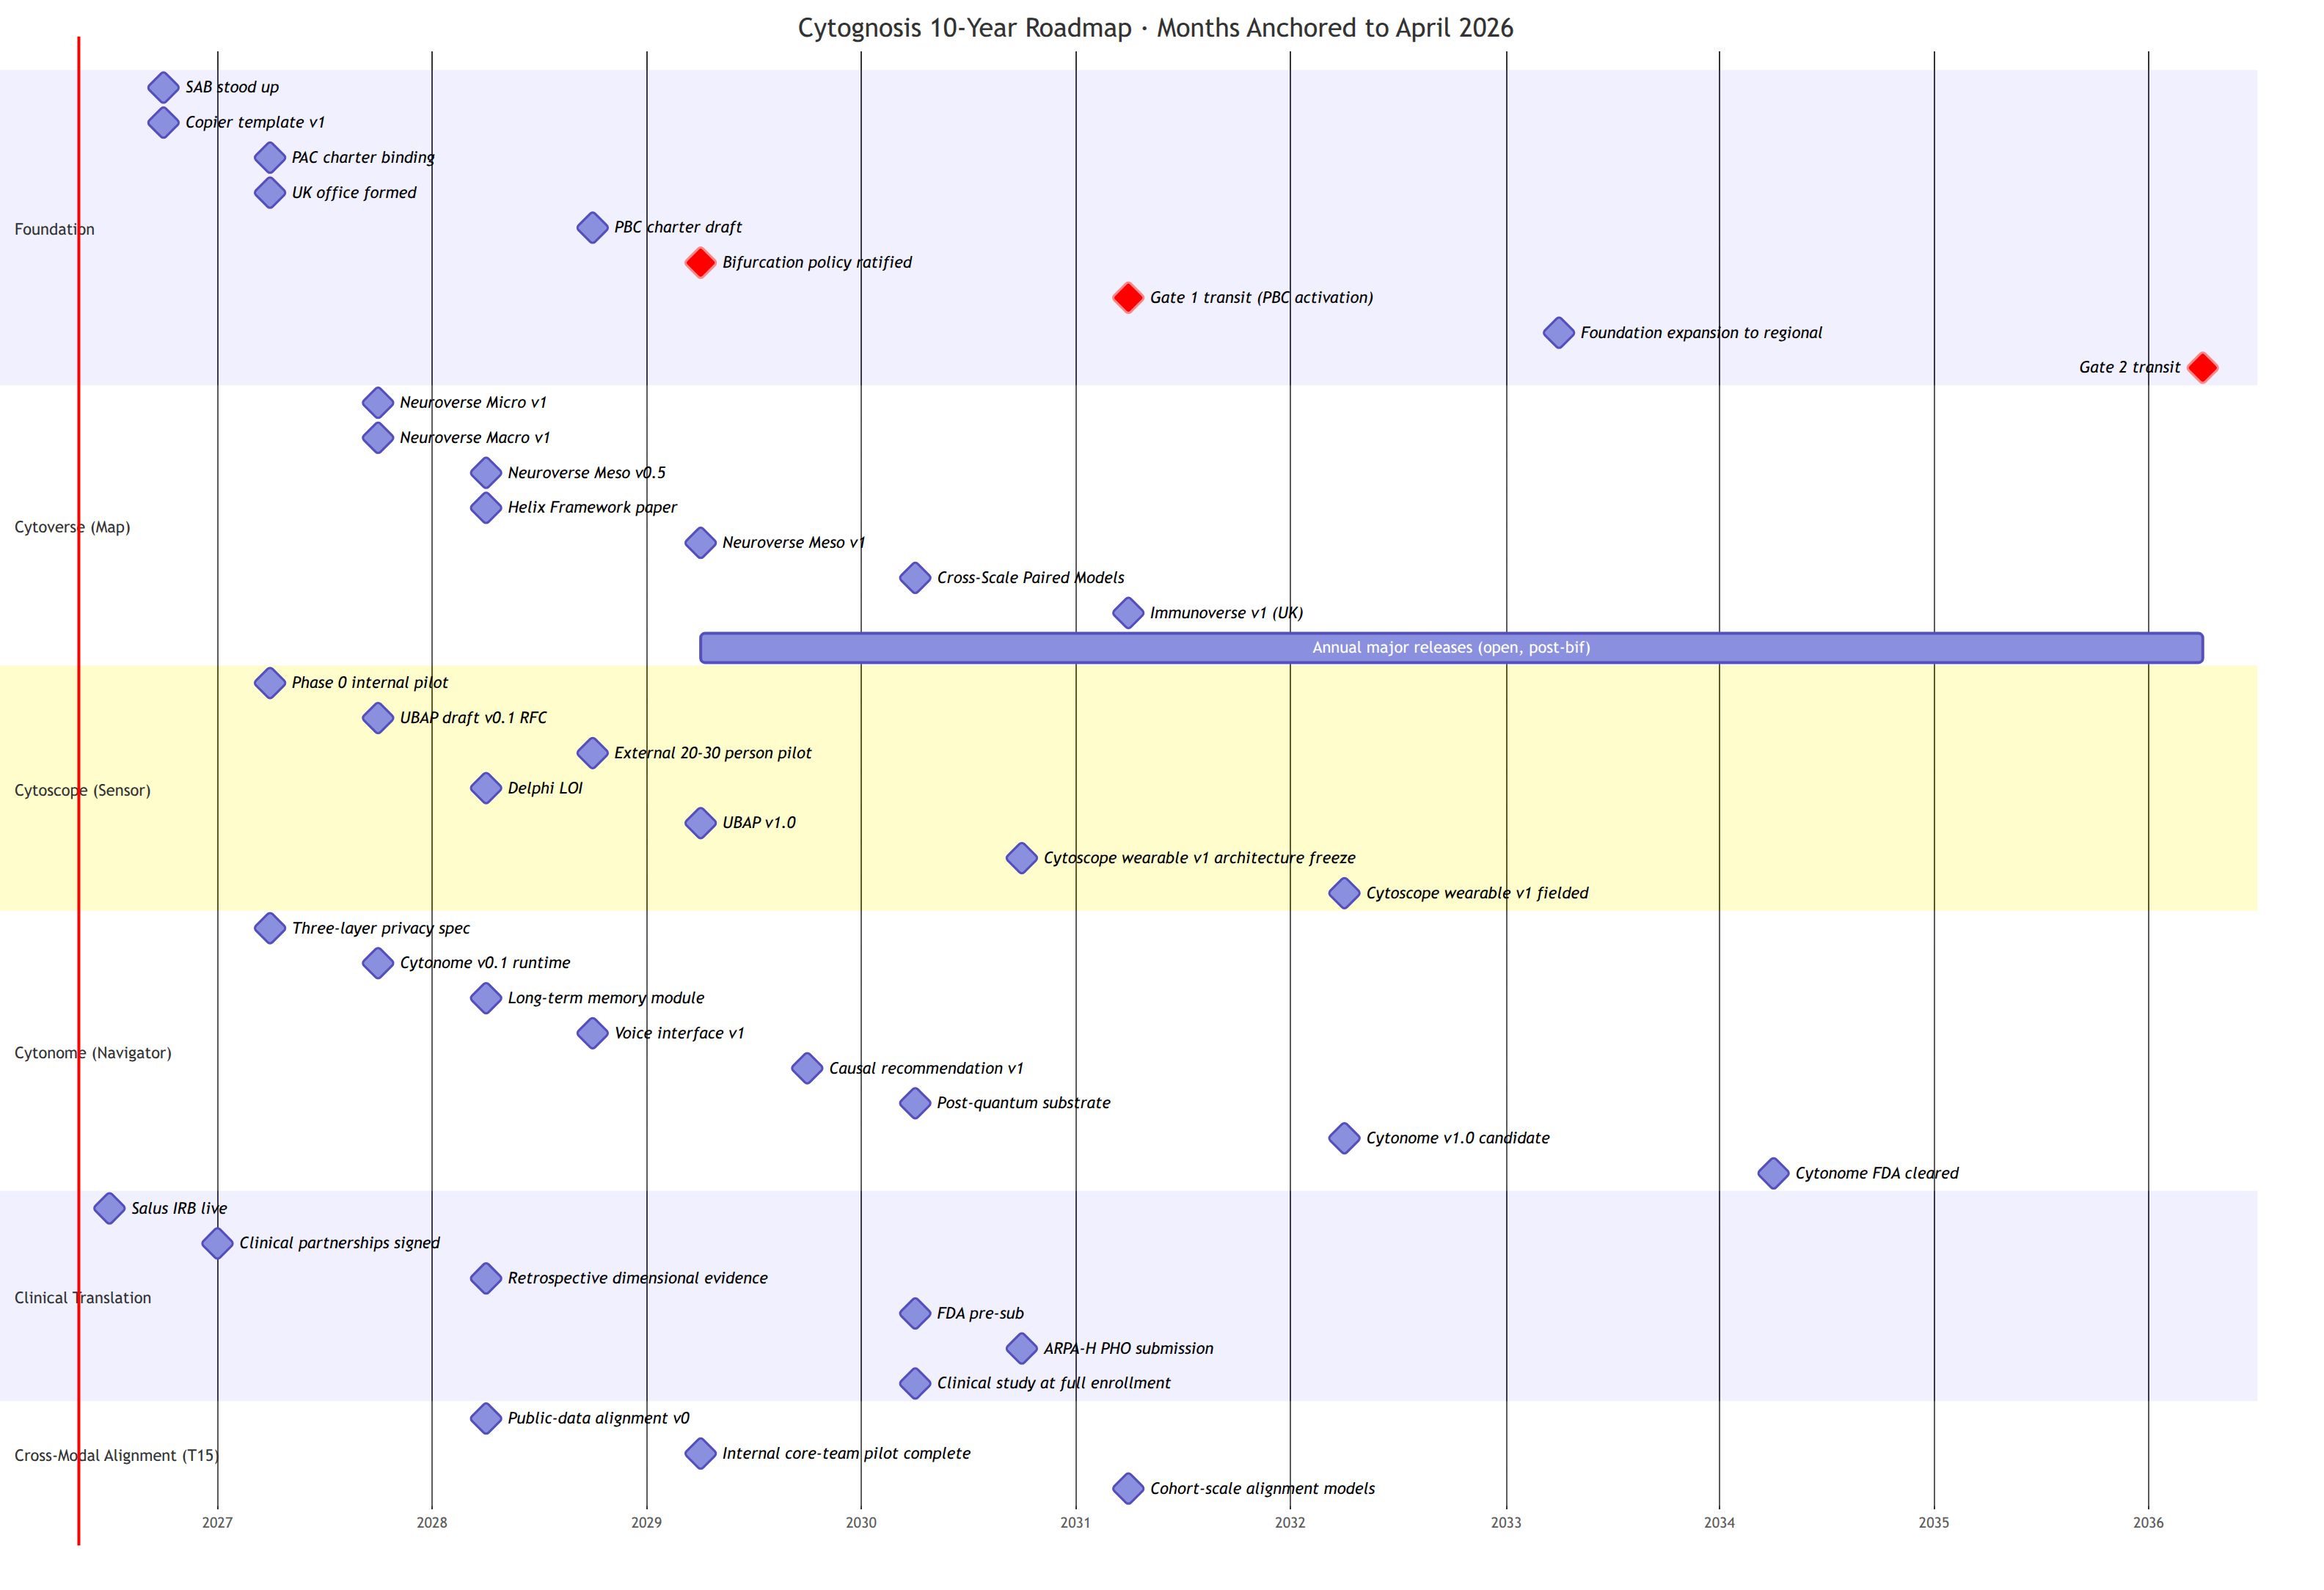 Cytognosis 10-Year Roadmap · Months Anchored to April 2026
SAB stood up
Copier template v1
PAC charter binding
UK office formed
PBC charter draft
Foundation
Bifurcation policy ratified
Gate 1 transit (PBC activation)
Foundation expansion to regional
Gate 2 transit
Neuroverse Micro v1
Neuroverse Macro v1
Neuroverse Meso v0.5
Helix Framework paper
Cytoverse (Map)
Neuroverse Meso v1
Cross-Scale Paired Models
Immunoverse v1 (UK)
Annual major releases (open, post-bif)
Phase 0 internal pilot
UBAP draft v0.1 RFC
External 20-30 person pilot
Delphi LOI
Cytoscope (Sensor)
UBAP v1.0
Cytoscope wearable v1 architecture freeze
Cytoscope wearable v1 fielded
Three-layer privacy spec
Cytonome v0.1 runtime
Long-term memory module
Voice interface v1
Cytonome (Navigator)
Causal recommendation v1
Post-quantum substrate
Cytonome v1.0 candidate
Cytonome FDA cleared
Salus IRB live
Clinical partnerships signed
Retrospective dimensional evidence
Clinical Translation
FDA pre-sub
ARPA-H PHO submission
Clinical study at full enrollment
Public-data alignment v0
Internal core-team pilot complete
Cross-Modal Alignment (T15)
Cohort-scale alignment models
2027 2028 2029 2030 2031 2032 2033 2034 2035 2036